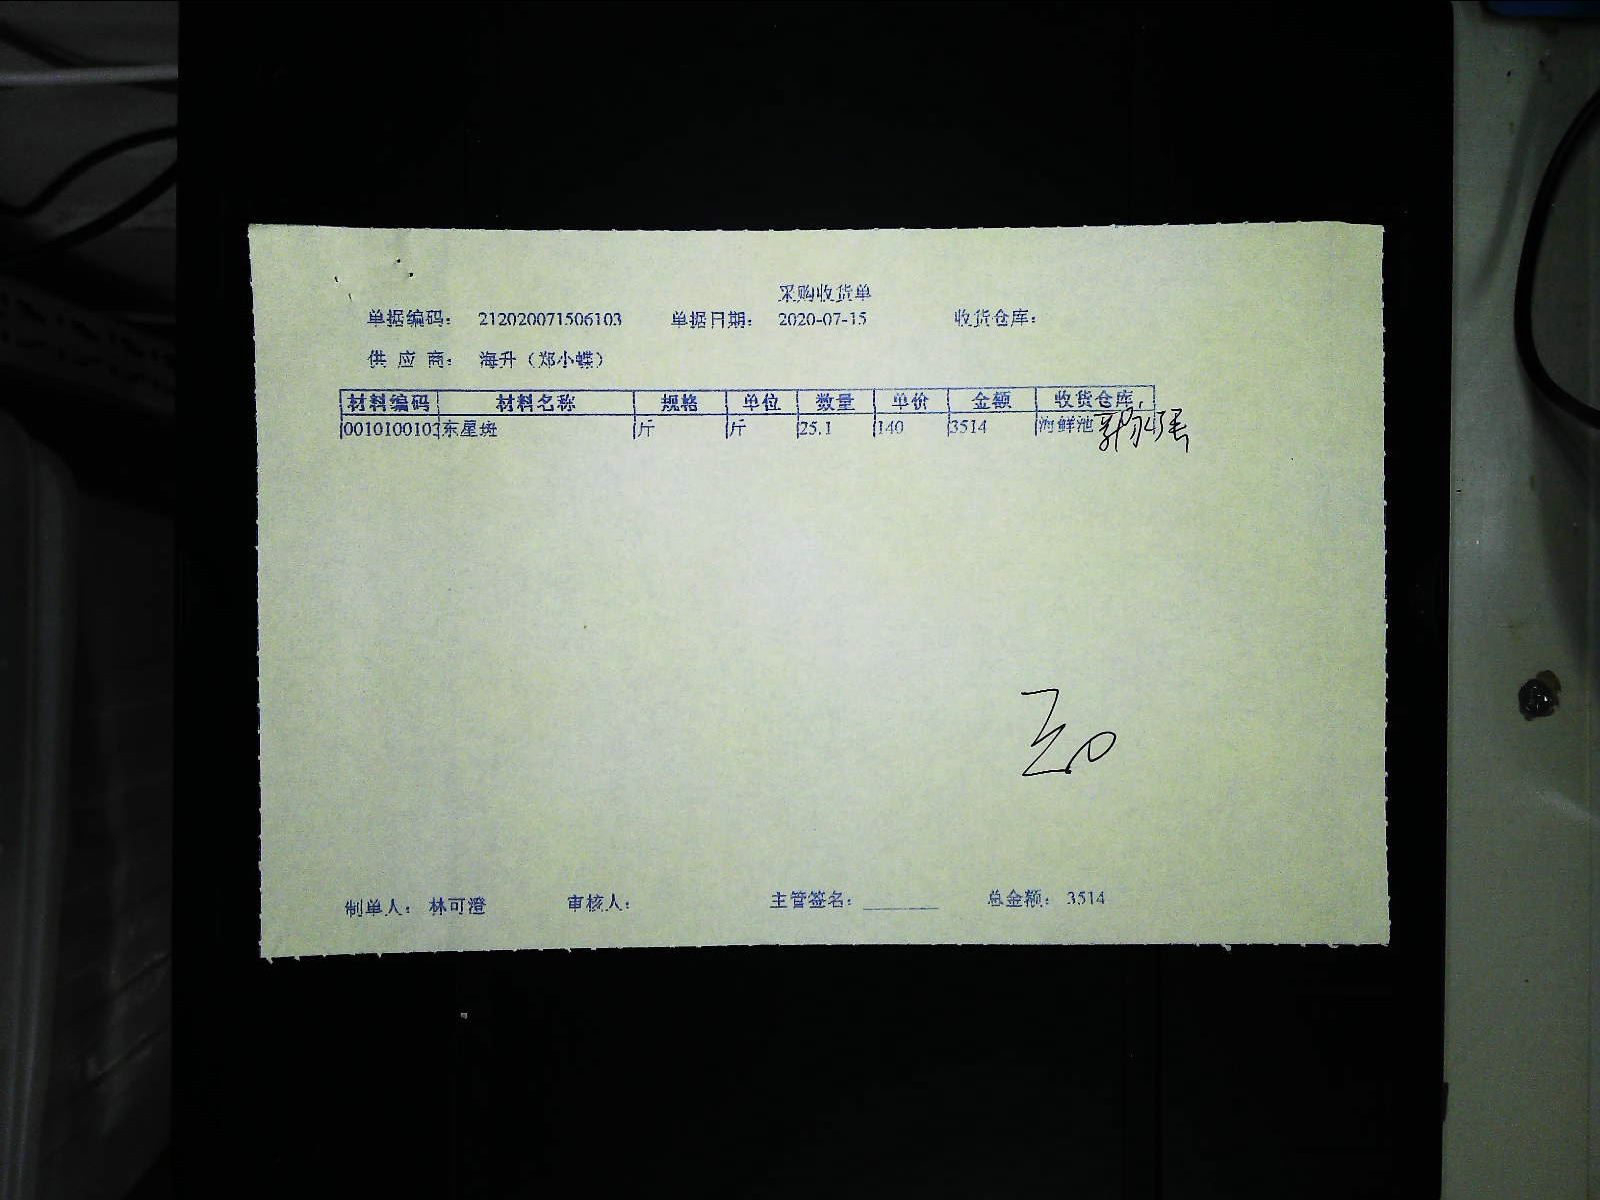 采购收货单
单据编码： 212020071506103 单据日期： 2020-07-15 收货仓库：
供 应 商： 海升（郑小蝶）
材料编码 材料名称 规格 单位 数量 单价 金额 收货仓库
0010100103 东星斑 斤 斤 25.1 140 3514 海鲜池
制单人： 林可澄 审核人： 主管签名： 总金额： 3514